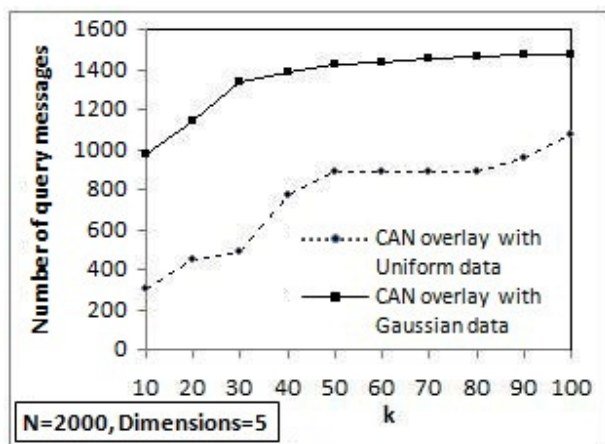 Number of query messages
1600
1400
1200
1000
800
600
400
200
0
CAN overlay with
Uniform data
CAN overlay with
Gaussian data
10 20 30 40 50 60 70 80 90 100
k
N=2000, Dimensions=5